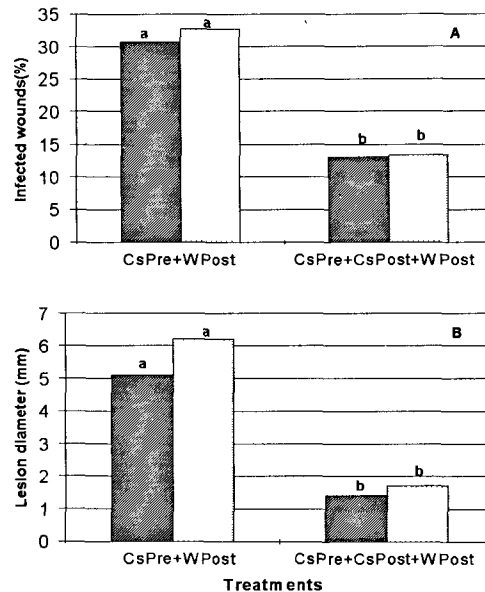 35
30
25
20
15
10
5
0
Infected wounds(%)
A
a
a
b
b
CsPre+WPost
CsPre+CsPost+WPost
7
6
5
4
3
2
1
0
Lesion diameter (mm)
B
a
a
b
b
CsPre+WPost
CsPre+CsPost+WPost
Treatments